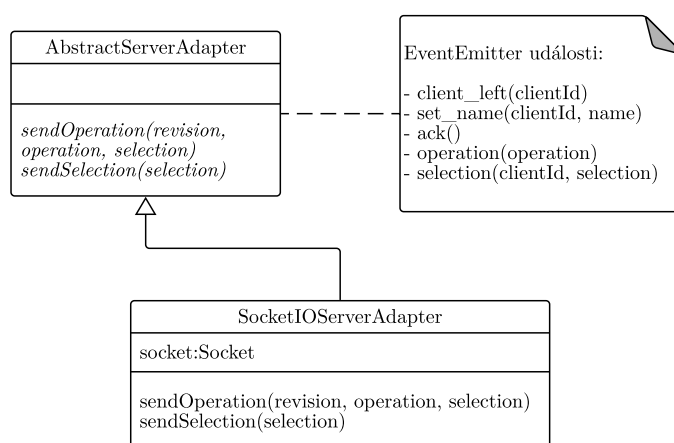 AbstractServerAdapter
sendOperation(revision,
operation, selection)
sendSelection(selection)
EventEmitter události:
- client_left(clientId)
- set_name(clientId, name)
- ack()
- operation(operation)
- selection(clientId, selection)
SocketIOServerAdapter
socket:Socket
sendOperation(revision, operation, selection)
sendSelection(selection)